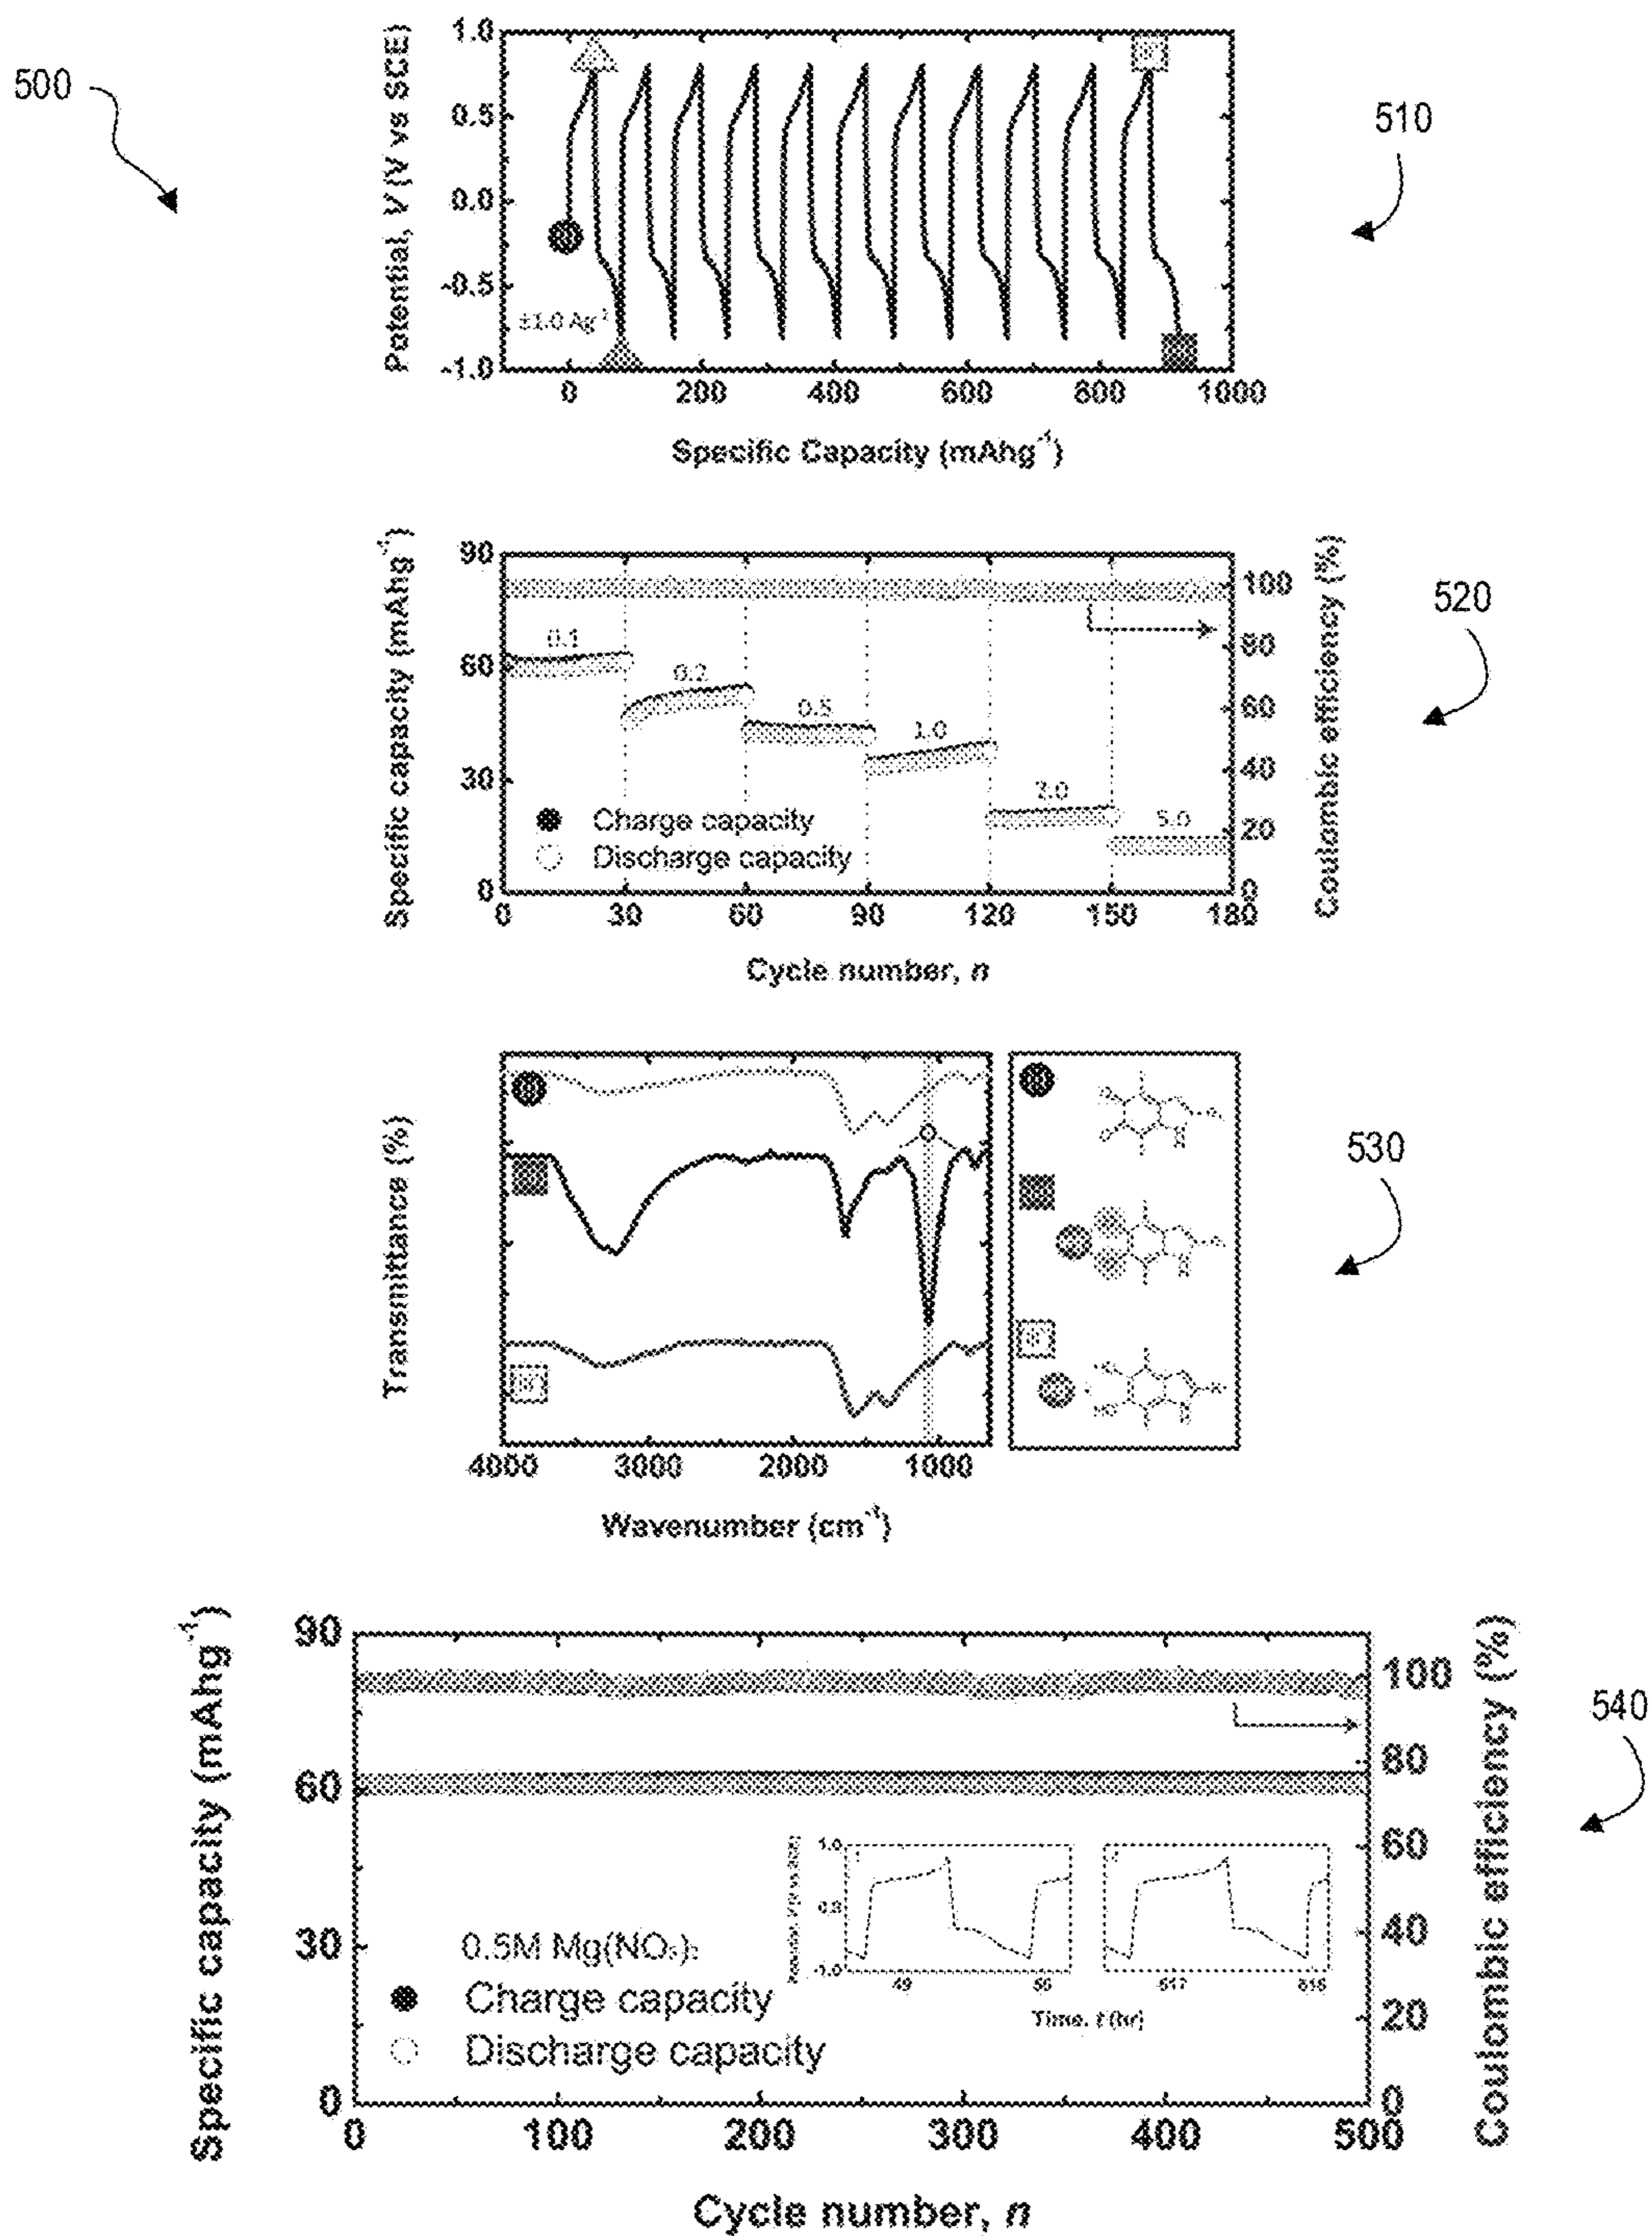 500
510
Potential, V (V vs SCE)
1.0
0.5
0.0
-0.5
-1.0
±1.0 Ag⁻¹
0 200 400 600 800 1000
Specific Capacity (mAhg⁻¹)
520
Specific capacity (mAhg⁻¹)
90
60
30
0
0.1
0.2
0.5
1.0
2.0
5.0
Charge capacity
Discharge capacity
100
80
60
40
20
0
Coulombic efficiency (%)
0 30 60 90 120 150 180
Cycle number, n
530
Transmittance (%)
4000 3000 2000 1000
Wavenumber (cm⁻¹)
540
Specific capacity (mAhg⁻¹)
90
60
30
0
0.5M Mg(NO₃)₂
Charge capacity
Discharge capacity
1.0
0.0
-1.0
49 50
617 618
Time, t (hr)
100
80
60
40
20
0
Coulombic efficiency (%)
0 100 200 300 400 500
Cycle number, n